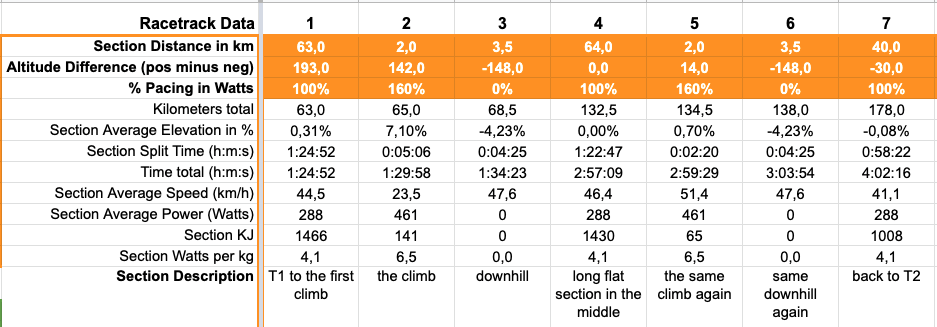 Racetrack Data 1 2 3 4 5 6 7
Section Distance in km 63,0 2,0 3,5 64,0 2,0 3,5 40,0
Altitude Difference (pos minus neg) 193,0 142,0 -148,0 0,0 14,0 -148,0 -30,0
% Pacing in Watts 100% 160% 0% 100% 160% 0% 100%
Kilometers total 63,0 65,0 68,5 132,5 134,5 138,0 178,0
Section Average Elevation in % 0,31% 7,10% -4,23% 0,00% 0,70% -4,23% -0,08%
Section Split Time (h:m:s) 1:24:52 0:05:06 0:04:25 1:22:47 0:02:20 0:04:25 0:58:22
Time total (h:m:s) 1:24:52 1:29:58 1:34:23 2:57:09 2:59:29 3:03:54 4:02:16
Section Average Speed (km/h) 44,5 23,5 47,6 46,4 51,4 47,6 41,1
Section Average Power (Watts) 288 461 0 288 461 0 288
Section KJ 1466 141 0 1430 65 0 1008
Section Watts per kg 4,1 6,5 0,0 4,1 6,5 0,0 4,1
Section Description T1 to the first climb the climb downhill long flat section in the middle the same climb again same downhill again back to T2